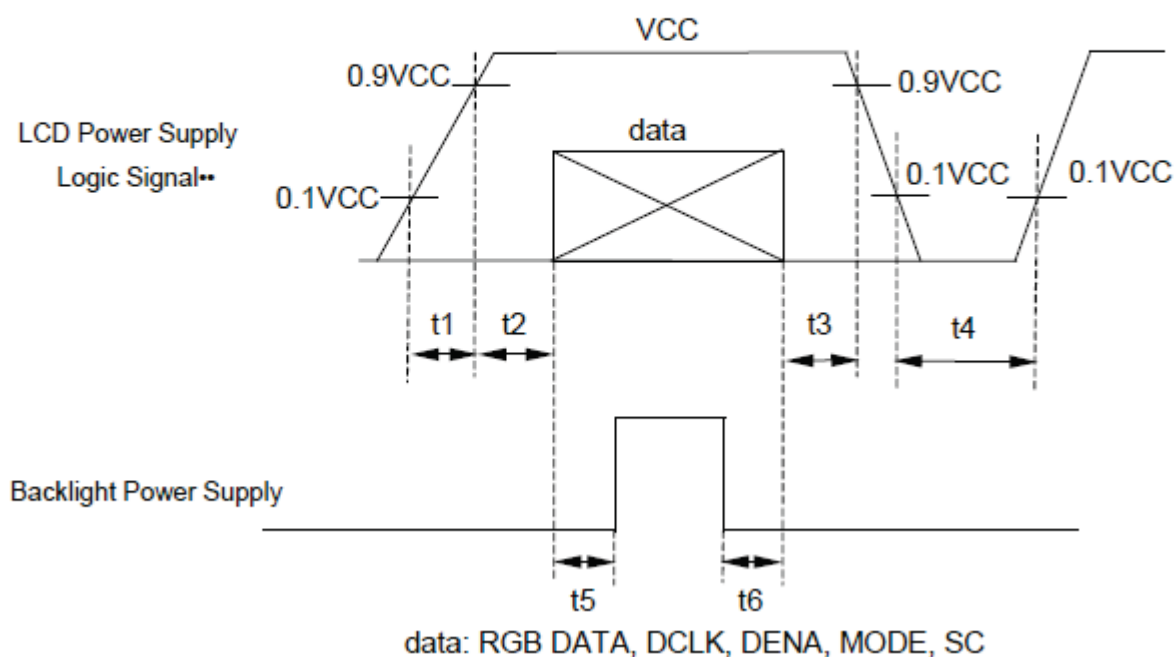 VCC
0.9VCC
0.9VCC
LCD Power Supply
data
Logic Signal••
0.1VCC
0.1VCC
0.1VCC
t1
t2
t3
t4
Backlight Power Supply
t5
t6
data: RGB DATA, DCLK, DENA, MODE, SC